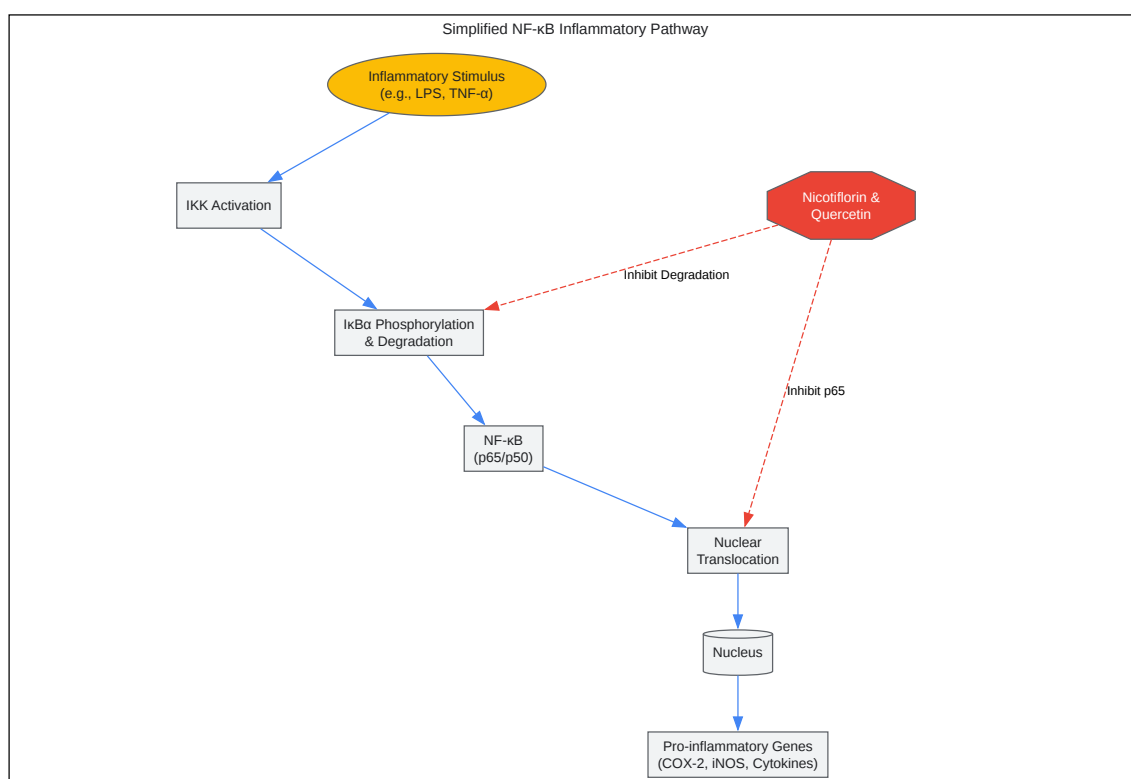 Simplified NF-κB Inflammatory Pathway
Inflammatory Stimulus
(e.g., LPS, TNF-α)
IKK Activation
Nicotiflorin &
Quercetin
Inhibit Degradation
IκBα Phosphorylation
& Degradation
Inhibit p65
NF-κB
(p65/p50)
Nuclear
Translocation
Nucleus
Pro-inflammatory Genes
(COX-2, iNOS, Cytokines)